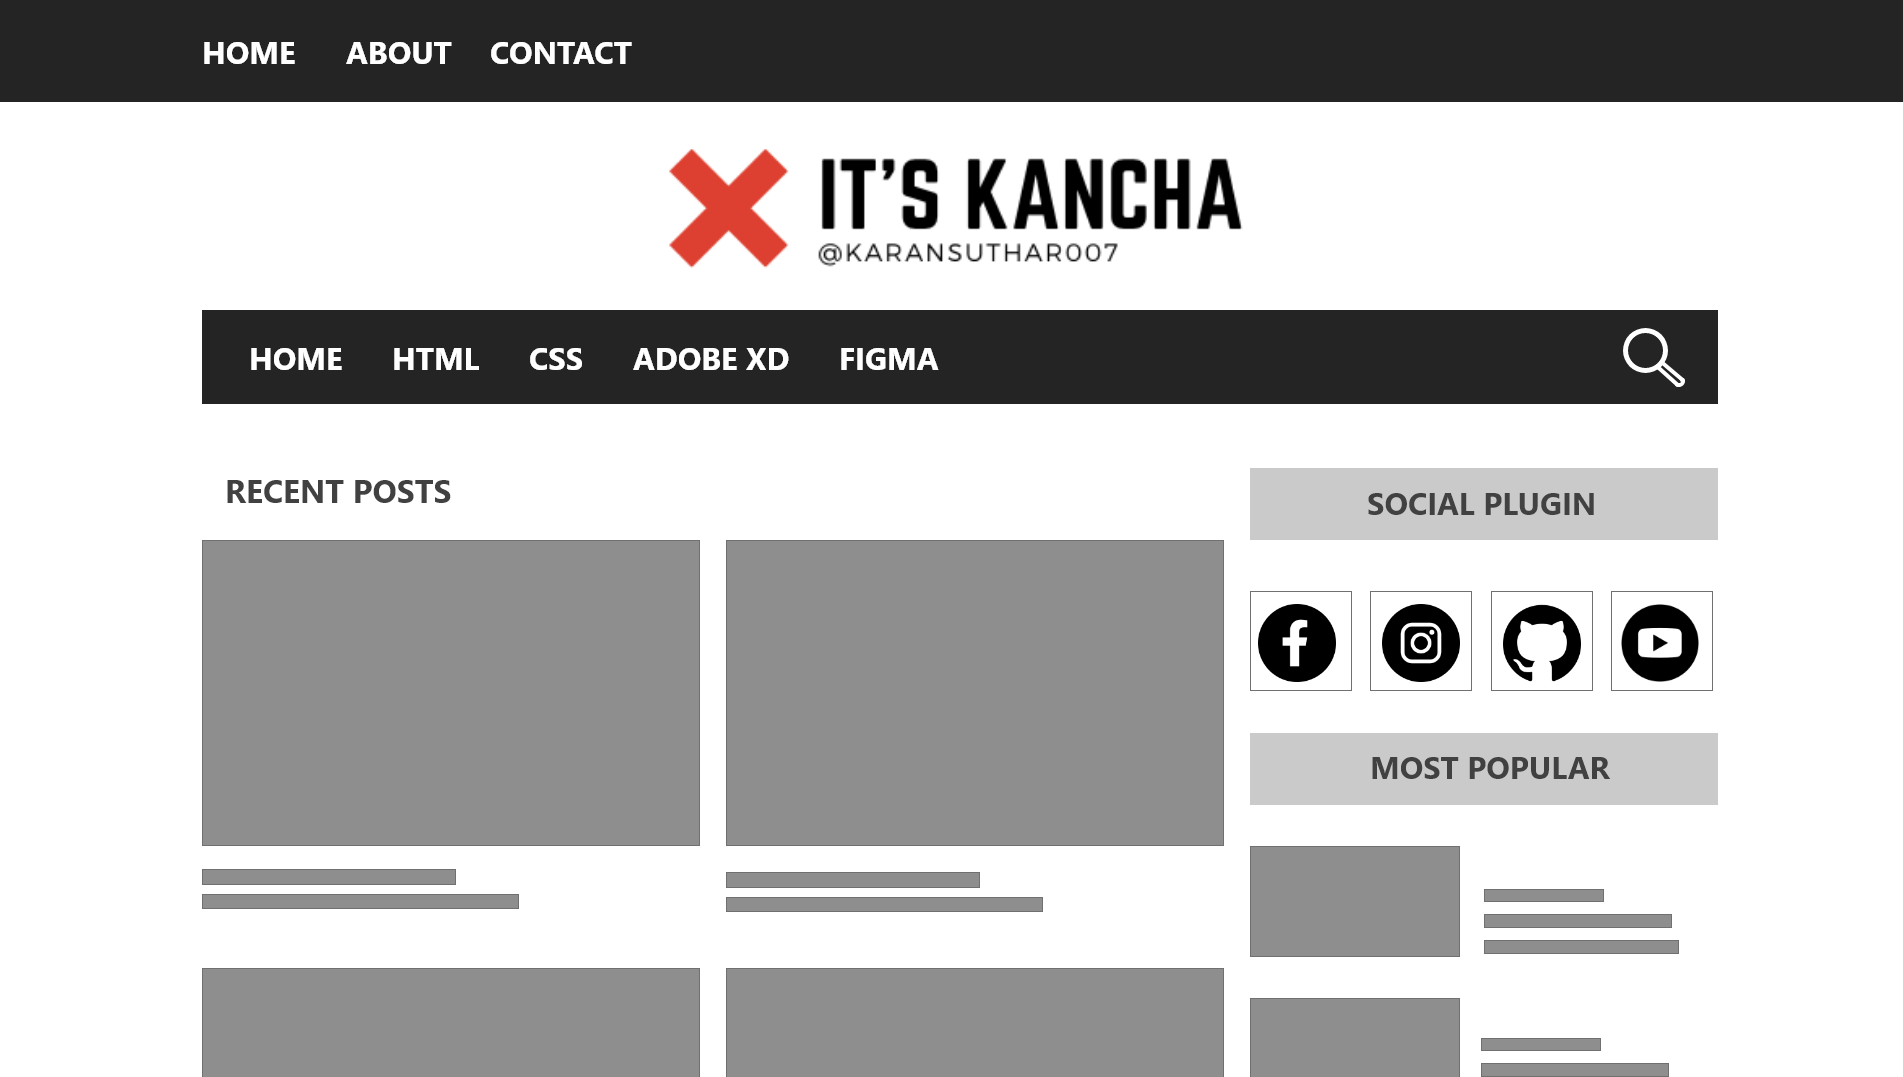 HOME ABOUT CONTACT
IT'S KANCHA
@KARANSUTHAR007
HOME HTML CSS ADOBE XD FIGMA
RECENT POSTS
SOCIAL PLUGIN
MOST POPULAR